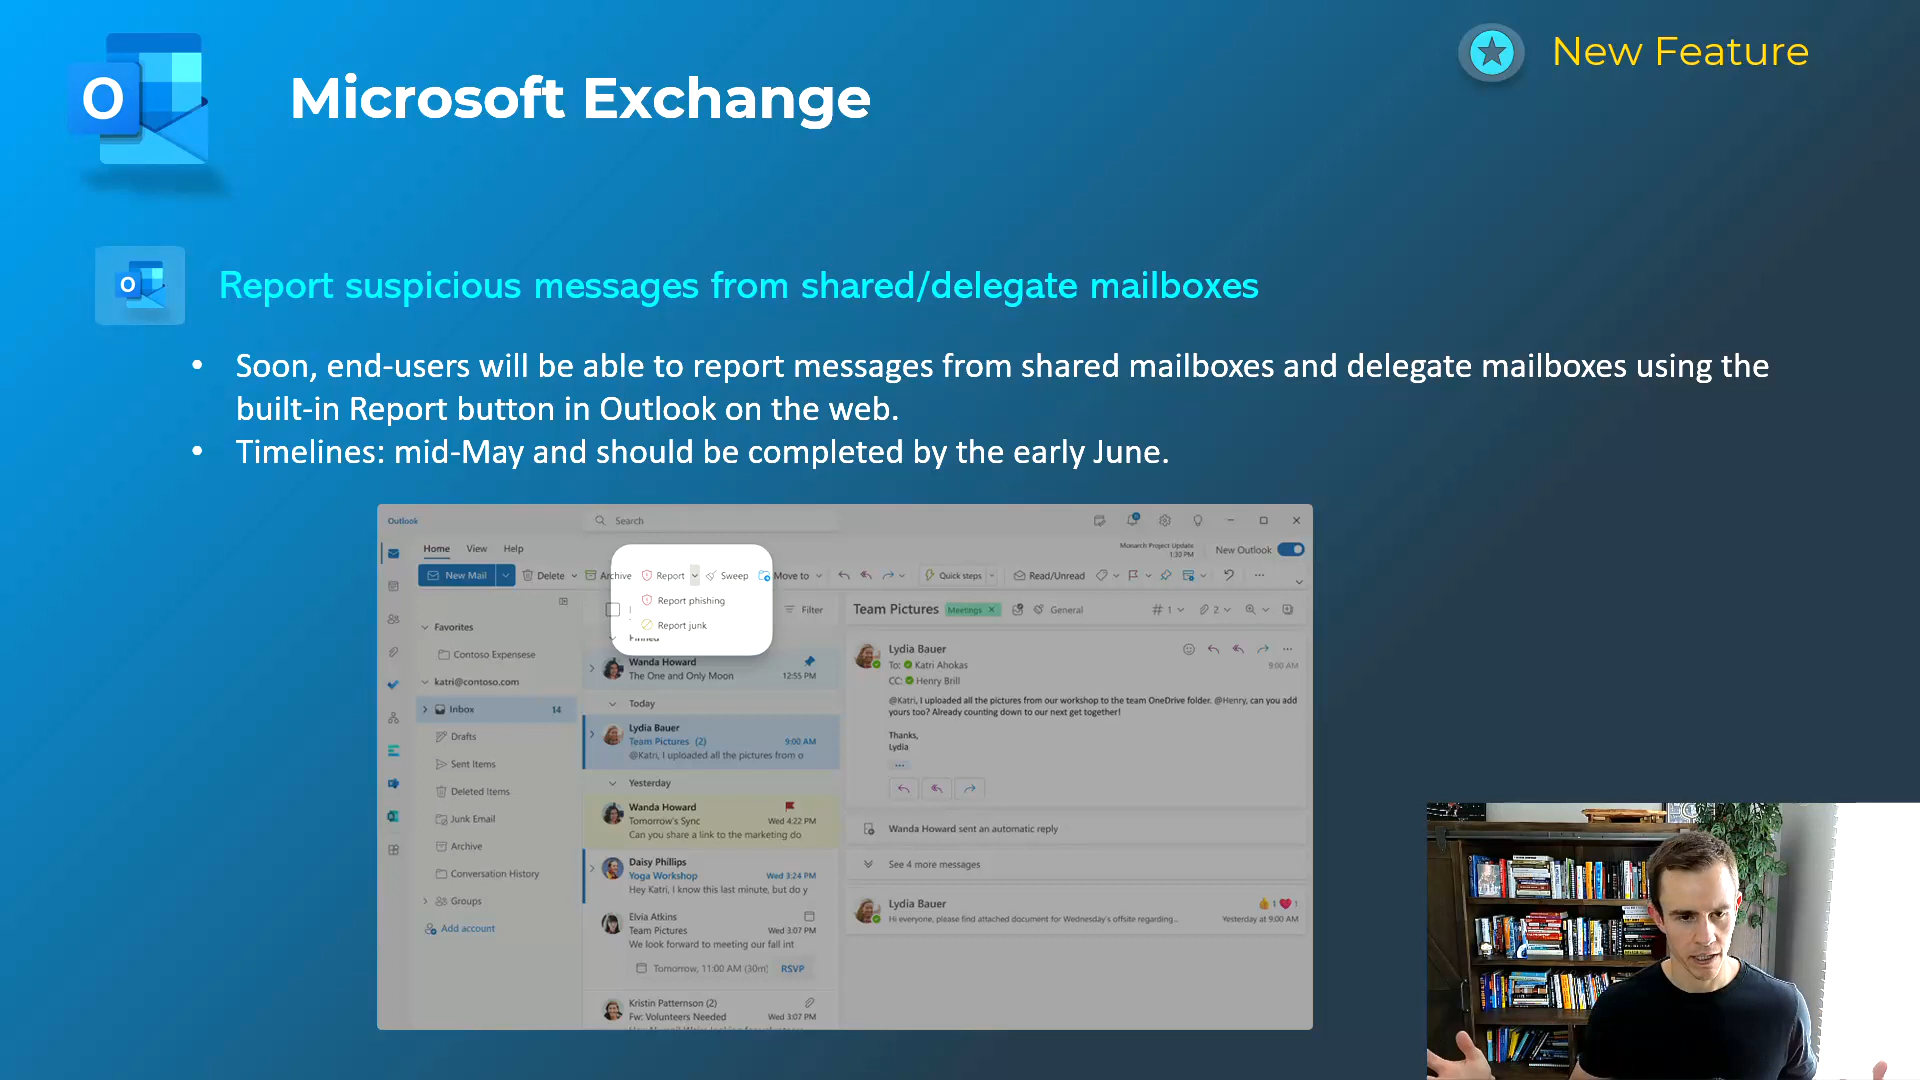 O
Microsoft Exchange
New Feature
O
Report suspicious messages from shared/delegate mailboxes
• Soon, end-users will be able to report messages from shared mailboxes and delegate mailboxes using the
built-in Report button in Outlook on the web.
• Timelines: mid-May and should be completed by the early June.
Outlook
Search
Home View Help
Monarch Project Update
1:30 PM
New Outlook
New Mail Delete Archive Report Sweep Move to Quick steps Read/Unread
Report phishing
Report junk
Filter
Pinned
Favorites
Contoso Expensese
katri@contoso.com
Inbox 14
Drafts
Sent Items
Deleted Items
Junk Email
Archive
Conversation History
Groups
Add account
Wanda Howard
The One and Only Moon 12:55 PM
Today
Lydia Bauer
Team Pictures (2) 9:00 AM
@Katri, I uploaded all the pictures from o
Yesterday
Wanda Howard
Tomorrow's Sync Wed 4:22 PM
Can you share a link to the marketing do
Daisy Phillips
Yoga Workshop Wed 3:24 PM
Hey Katri, I know this last minute, but do y
Elvia Atkins
Team Pictures Wed 3:07 PM
We look forward to meeting our fall int
Tomorrow, 11:00 AM (30m) RSVP
Kristin Patternson (2)
Fw: Volunteers Needed Wed 3:07 PM
Team Pictures Meetings General # 1 2
Lydia Bauer
To: Katri Ahokas 9:00 AM
CC: Henry Brill
@Katri, I uploaded all the pictures from our workshop to the team OneDrive folder. @Henry, can you add
yours too? Already counting down to our next get together!
Thanks,
Lydia
Wanda Howard sent an automatic reply
See 4 more messages
Lydia Bauer 1 1
Hi everyone, please find attached document for Wednesday's offsite regarding... Yesterday at 9:00 AM